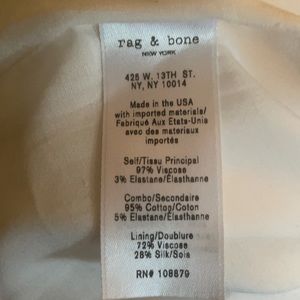 rag & bone
NEW YORK
425 W. 13TH ST.
NY, NY 10014
Made in the USA
with imported materials/
Fabriqué Aux Etats-Unis
avec des materiaux
importés
Self/Tissu Principal
97% Viscose
3% Elastane/Elasthanne
Combo/Secondaire
95% Cotton/Coton
5% Elastane/Elasthanne
Lining/Doublure
72% Viscose
28% Silk/Soie
RN# 108879